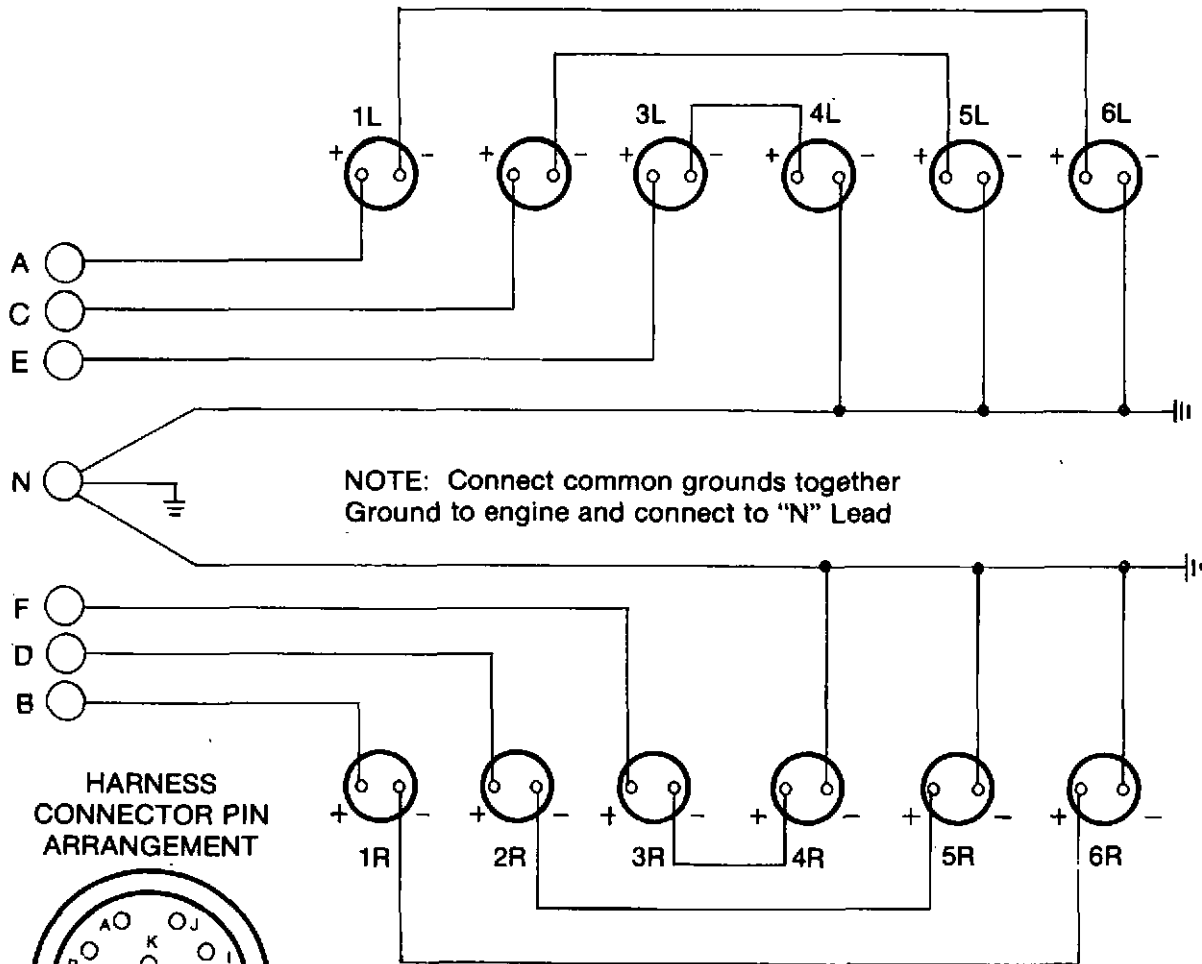 1L 3L 4L 5L 6L
+ - + - + - + - + - + -
A
C
E
N
NOTE: Connect common grounds together
Ground to engine and connect to "N" Lead
F
D
B
+ - + - + - + - + - + -
1R 2R 3R 4R 5R 6R
HARNESS
CONNECTOR PIN
ARRANGEMENT
A J
K
I